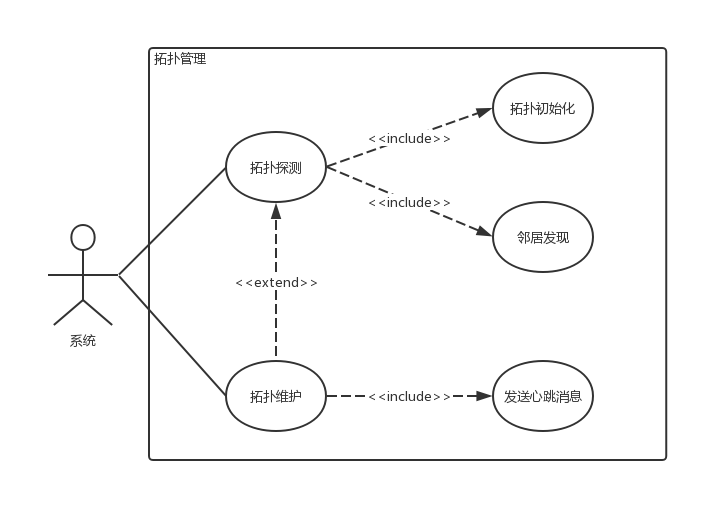 拓扑管理
拓扑初始化
<<include>>
拓扑探测
<<include>>
邻居发现
<<extend>>
系统
拓扑维护
<<include>>
发送心跳消息